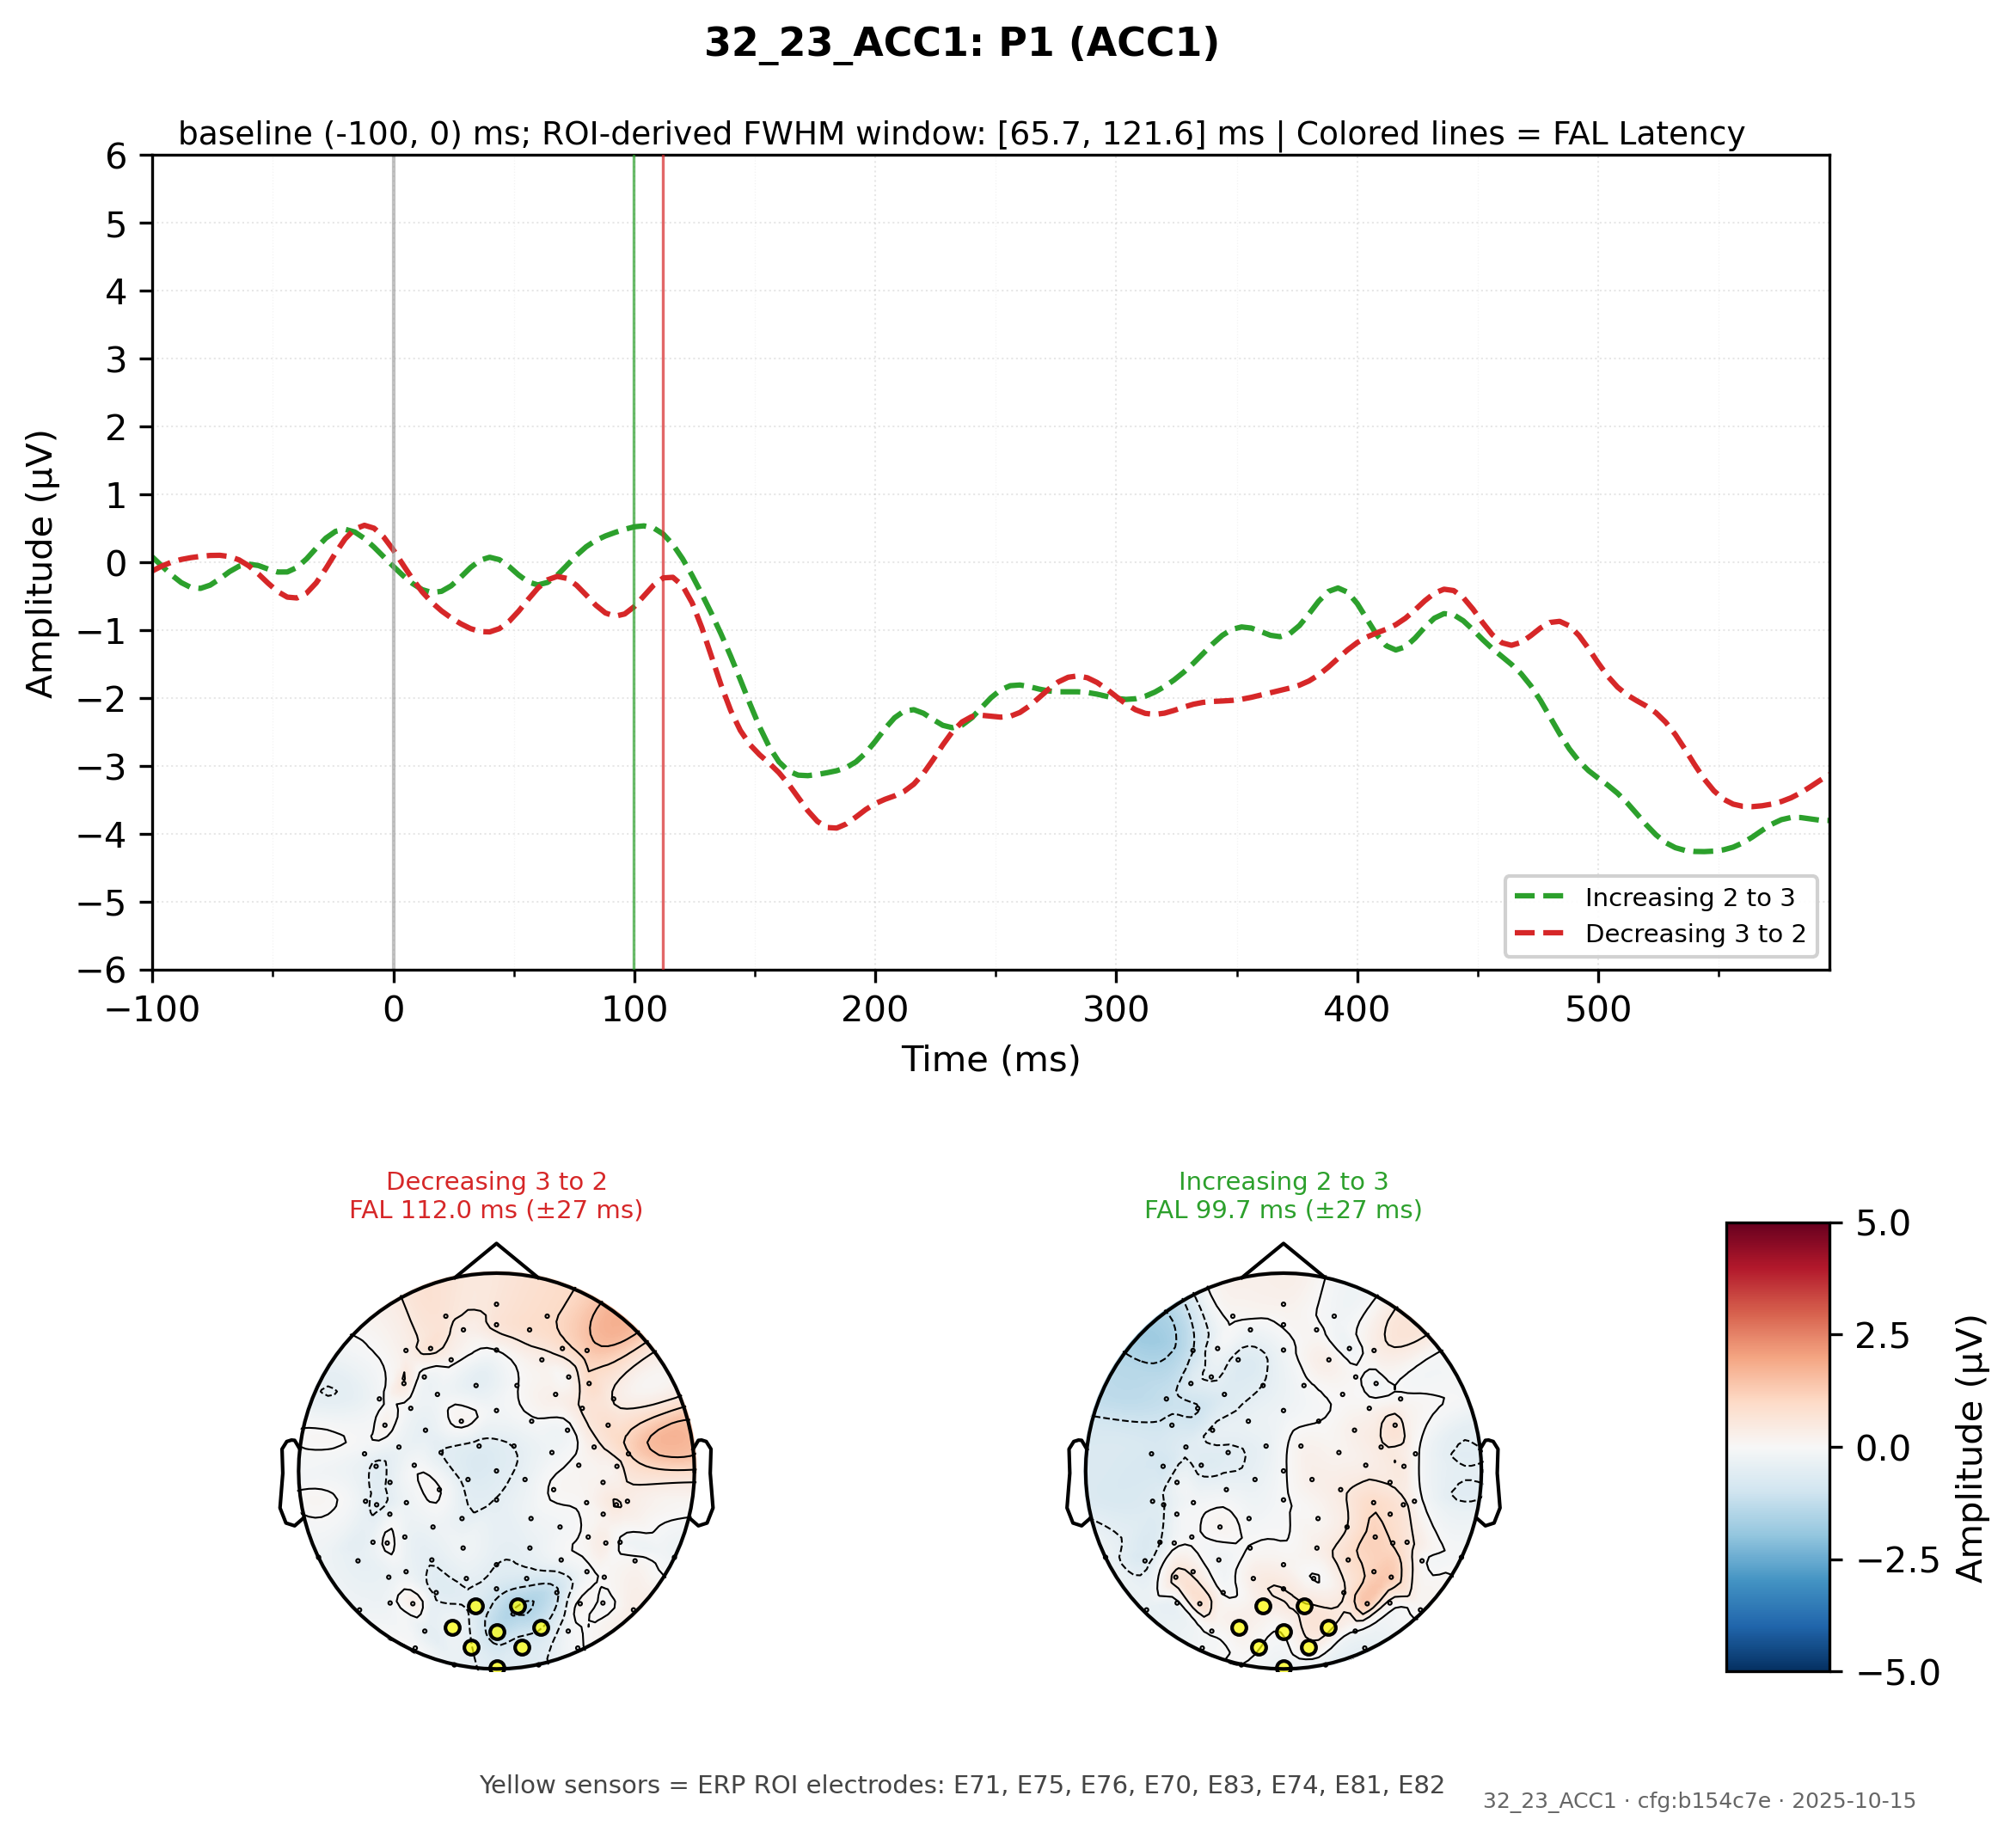 32_23_ACC1: P1 (ACC1)
baseline (-100, 0) ms; ROI-derived FWHM window: [65.7, 121.6] ms | Colored lines = FAL Latency
6
5
4
3
2
1
0
−1
−2
−3
−4
−5
−6
Amplitude (µV)
Increasing 2 to 3
Decreasing 3 to 2
−100 0 100 200 300 400 500
Time (ms)
Decreasing 3 to 2
FAL 112.0 ms (±27 ms)
Increasing 2 to 3
FAL 99.7 ms (±27 ms)
5.0
2.5
0.0
−2.5
−5.0
Amplitude (µV)
Yellow sensors = ERP ROI electrodes: E71, E75, E76, E70, E83, E74, E81, E82
32_23_ACC1 · cfg:b154c7e · 2025-10-15